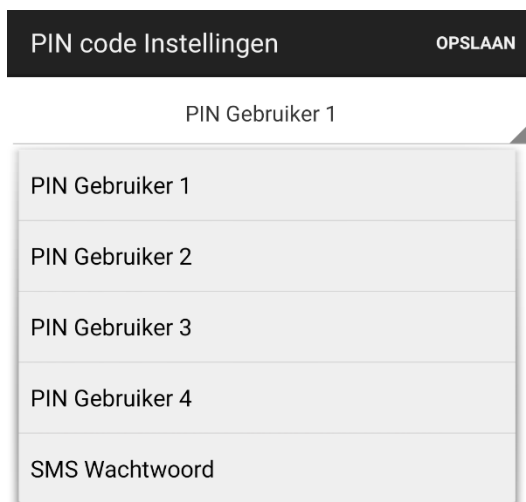 PIN code Instellingen OPSLAAN
PIN Gebruiker 1
PIN Gebruiker 1
PIN Gebruiker 2
PIN Gebruiker 3
PIN Gebruiker 4
SMS Wachtwoord